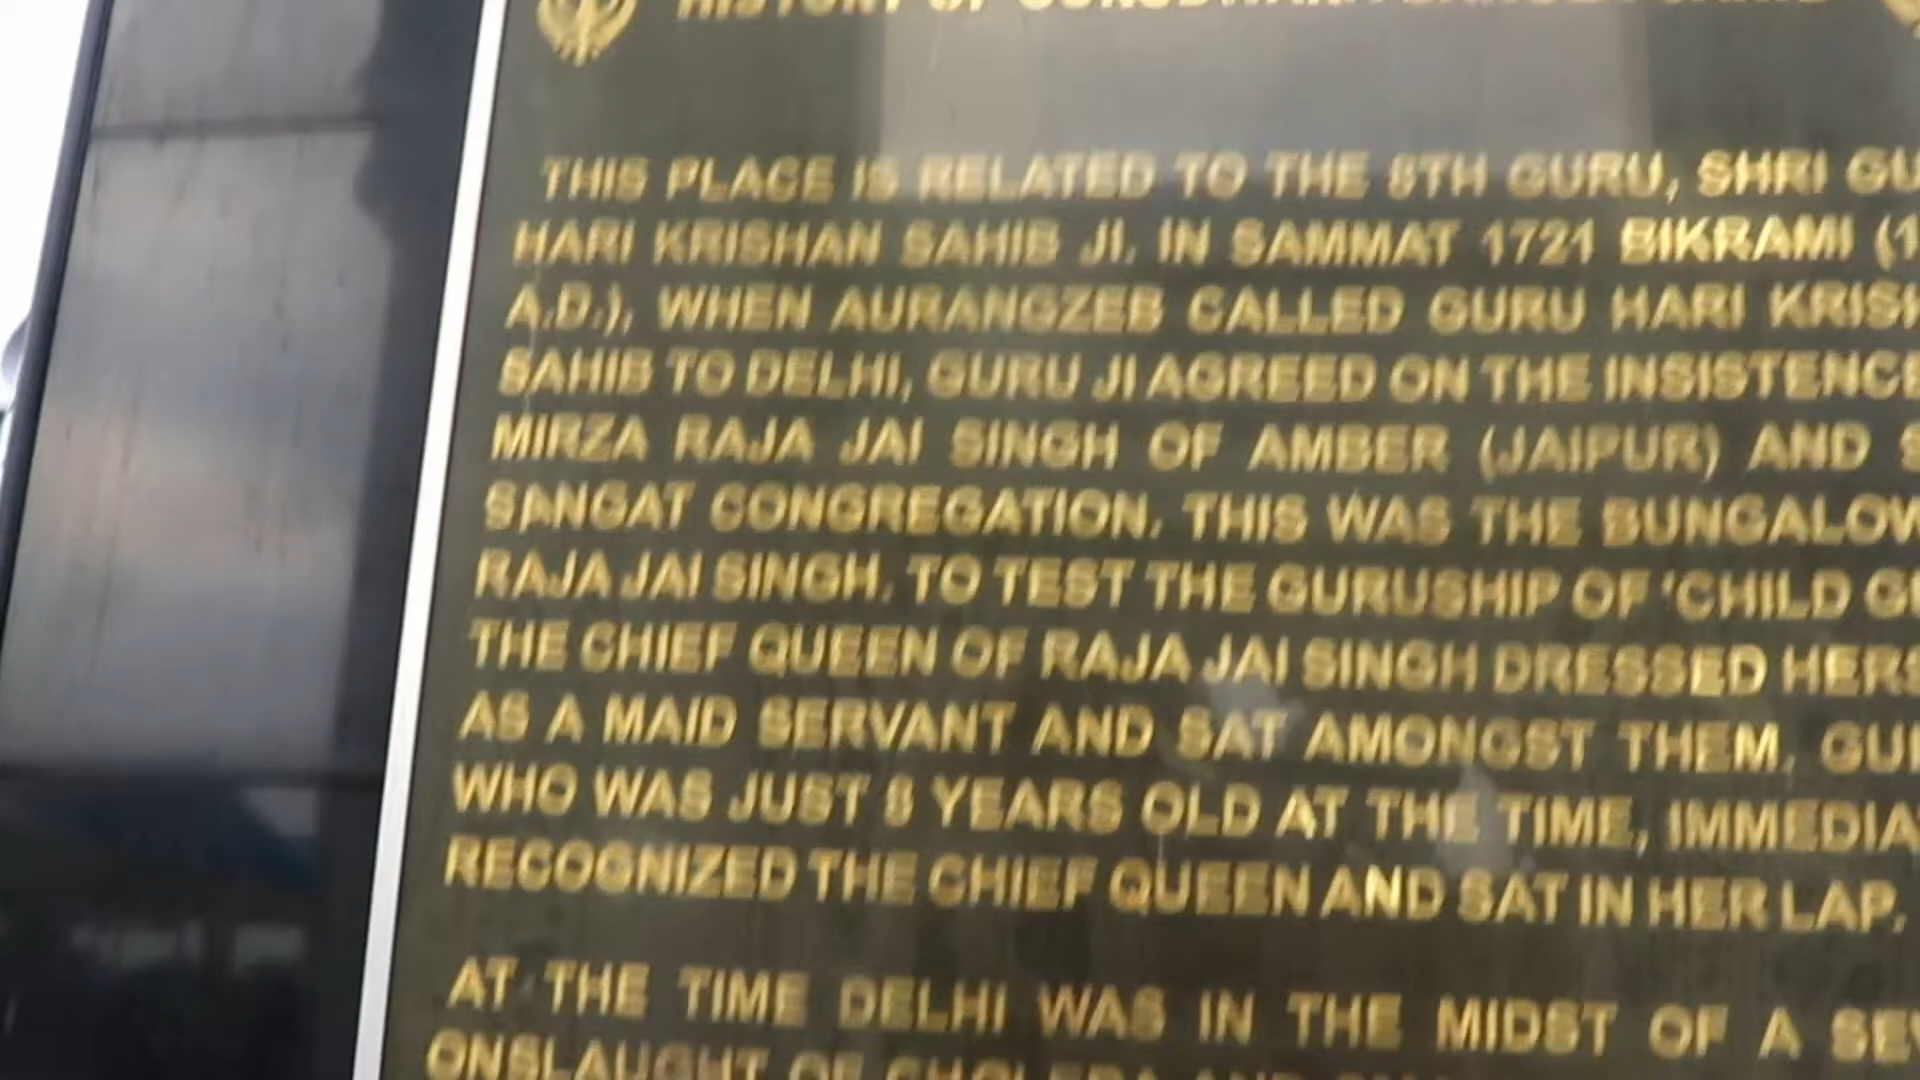 HISTORY OF GURUDWARA BANGLA SAHIB
THIS PLACE IS RELATED TO THE 8TH GURU, SHRI GU
HARI KRISHAN SAHIB JI. IN SAMMAT 1721 BIKRAMI (1
A.D.), WHEN AURANGZEB CALLED GURU HARI KRISH
SAHIB TO DELHI, GURU JI AGREED ON THE INSISTENCE
MIRZA RAJA JAI SINGH OF AMBER (JAIPUR) AND S
SANGAT CONGREGATION. THIS WAS THE BUNGALOW
RAJA JAI SINGH. TO TEST THE GURUSHIP OF 'CHILD GU
THE CHIEF QUEEN OF RAJA JAI SINGH DRESSED HERS
AS A MAID SERVANT AND SAT AMONGST THEM. GUR
WHO WAS JUST 8 YEARS OLD AT THE TIME, IMMEDIAT
RECOGNIZED THE CHIEF QUEEN AND SAT IN HER LAP.
AT THE TIME DELHI WAS IN THE MIDST OF A SEV
ONSLAUGHT OF CHOLERA AND